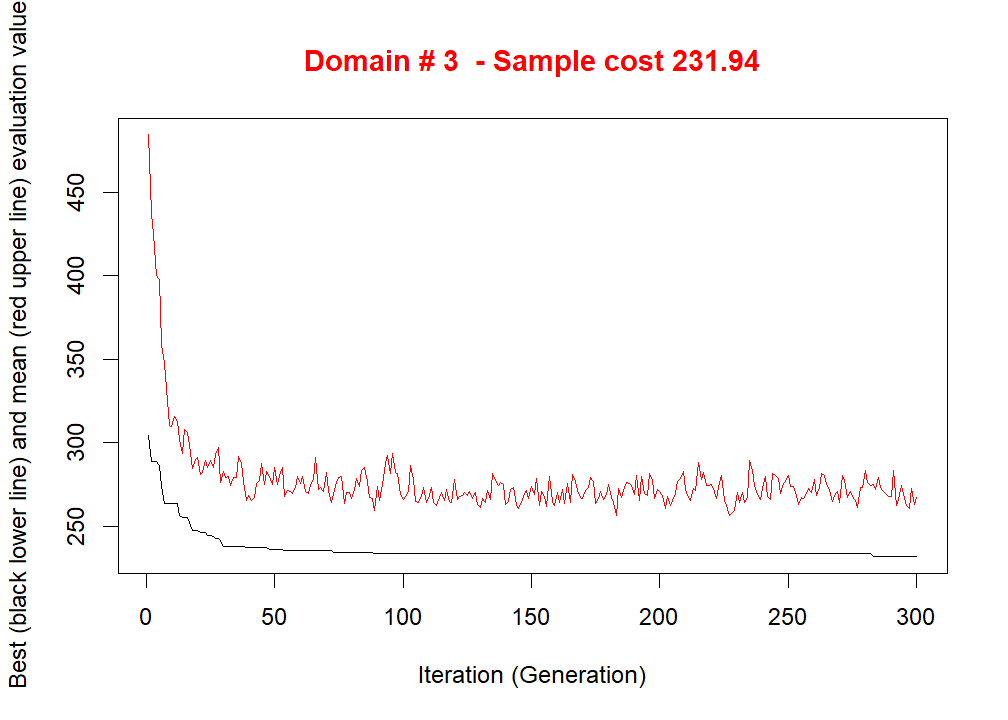 Domain # 3  - Sample cost 231.94
Best (black lower line) and mean (red upper line) evaluation value
450
400
350
300
250
0 50 100 150 200 250 300
Iteration (Generation)